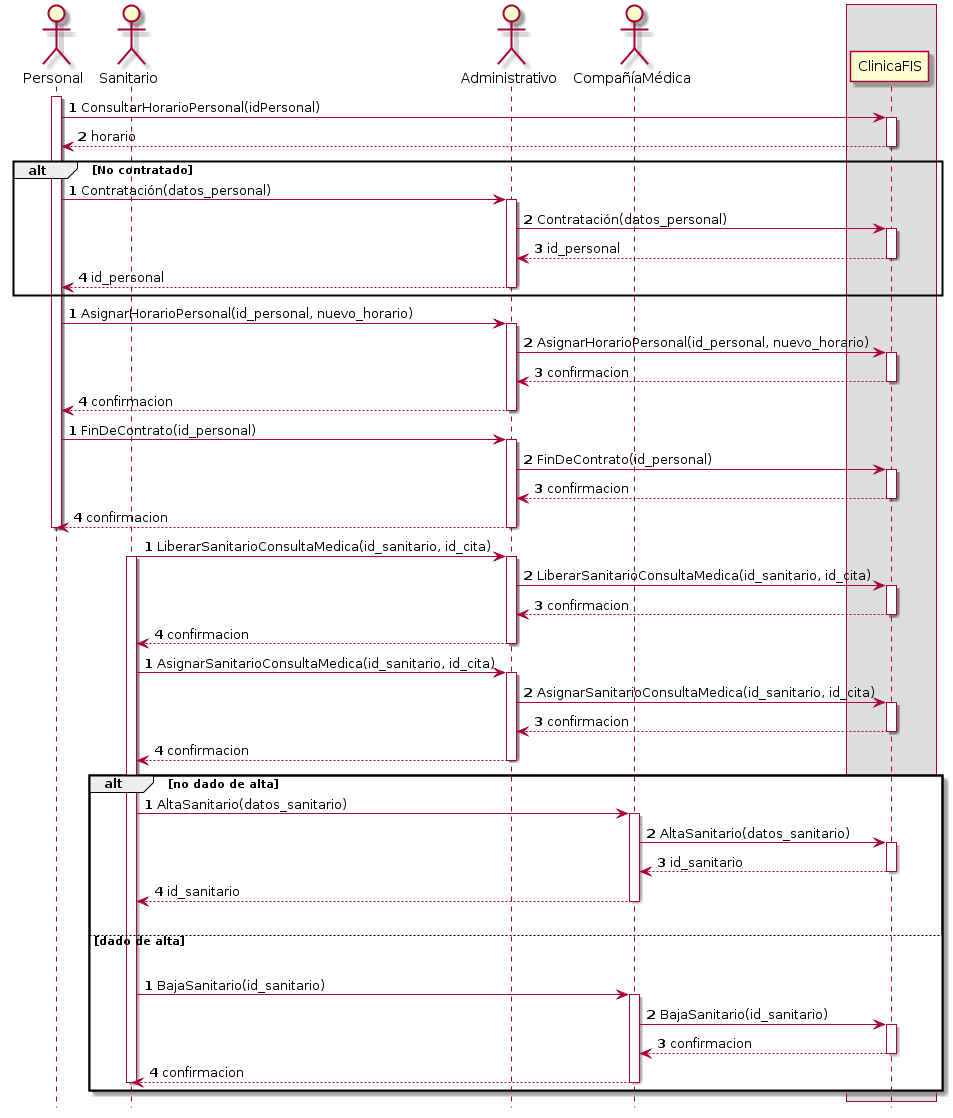 Personal Sanitario Administrativo CompañíaMédica ClinicaFIS
1 ConsultarHorarioPersonal(idPersonal)
2 horario
alt [No contratado]
1 Contratación(datos_personal)
2 Contratación(datos_personal)
3 id_personal
4 id_personal
1 AsignarHorarioPersonal(id_personal, nuevo_horario)
2 AsignarHorarioPersonal(id_personal, nuevo_horario)
3 confirmacion
4 confirmacion
1 FinDeContrato(id_personal)
2 FinDeContrato(id_personal)
3 confirmacion
4 confirmacion
1 LiberarSanitarioConsultaMedica(id_sanitario, id_cita)
2 LiberarSanitarioConsultaMedica(id_sanitario, id_cita)
3 confirmacion
4 confirmacion
1 AsignarSanitarioConsultaMedica(id_sanitario, id_cita)
2 AsignarSanitarioConsultaMedica(id_sanitario, id_cita)
3 confirmacion
4 confirmacion
alt [no dado de alta]
1 AltaSanitario(datos_sanitario)
2 AltaSanitario(datos_sanitario)
3 id_sanitario
4 id_sanitario
[dado de alta]
1 BajaSanitario(id_sanitario)
2 BajaSanitario(id_sanitario)
3 confirmacion
4 confirmacion